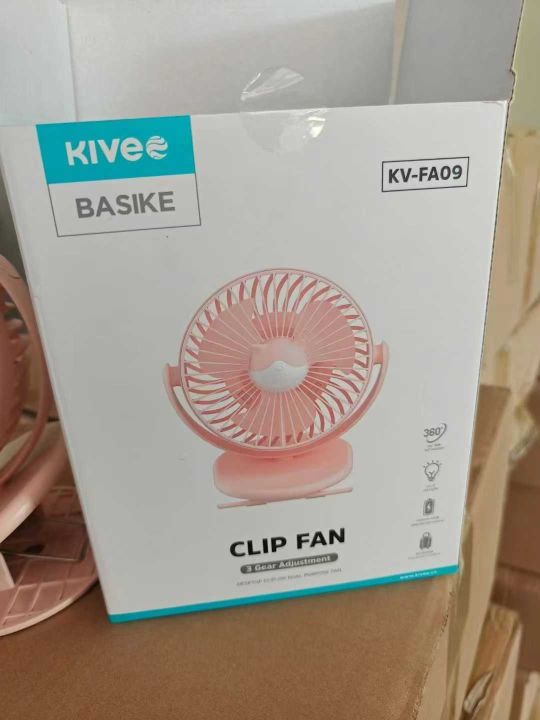 KIVEE
BASIKE
KV-FA09
360°
CLIP FAN
3 Gear Adjustment
DESKTOP CLIP-ON DUAL PURPOSE FAN